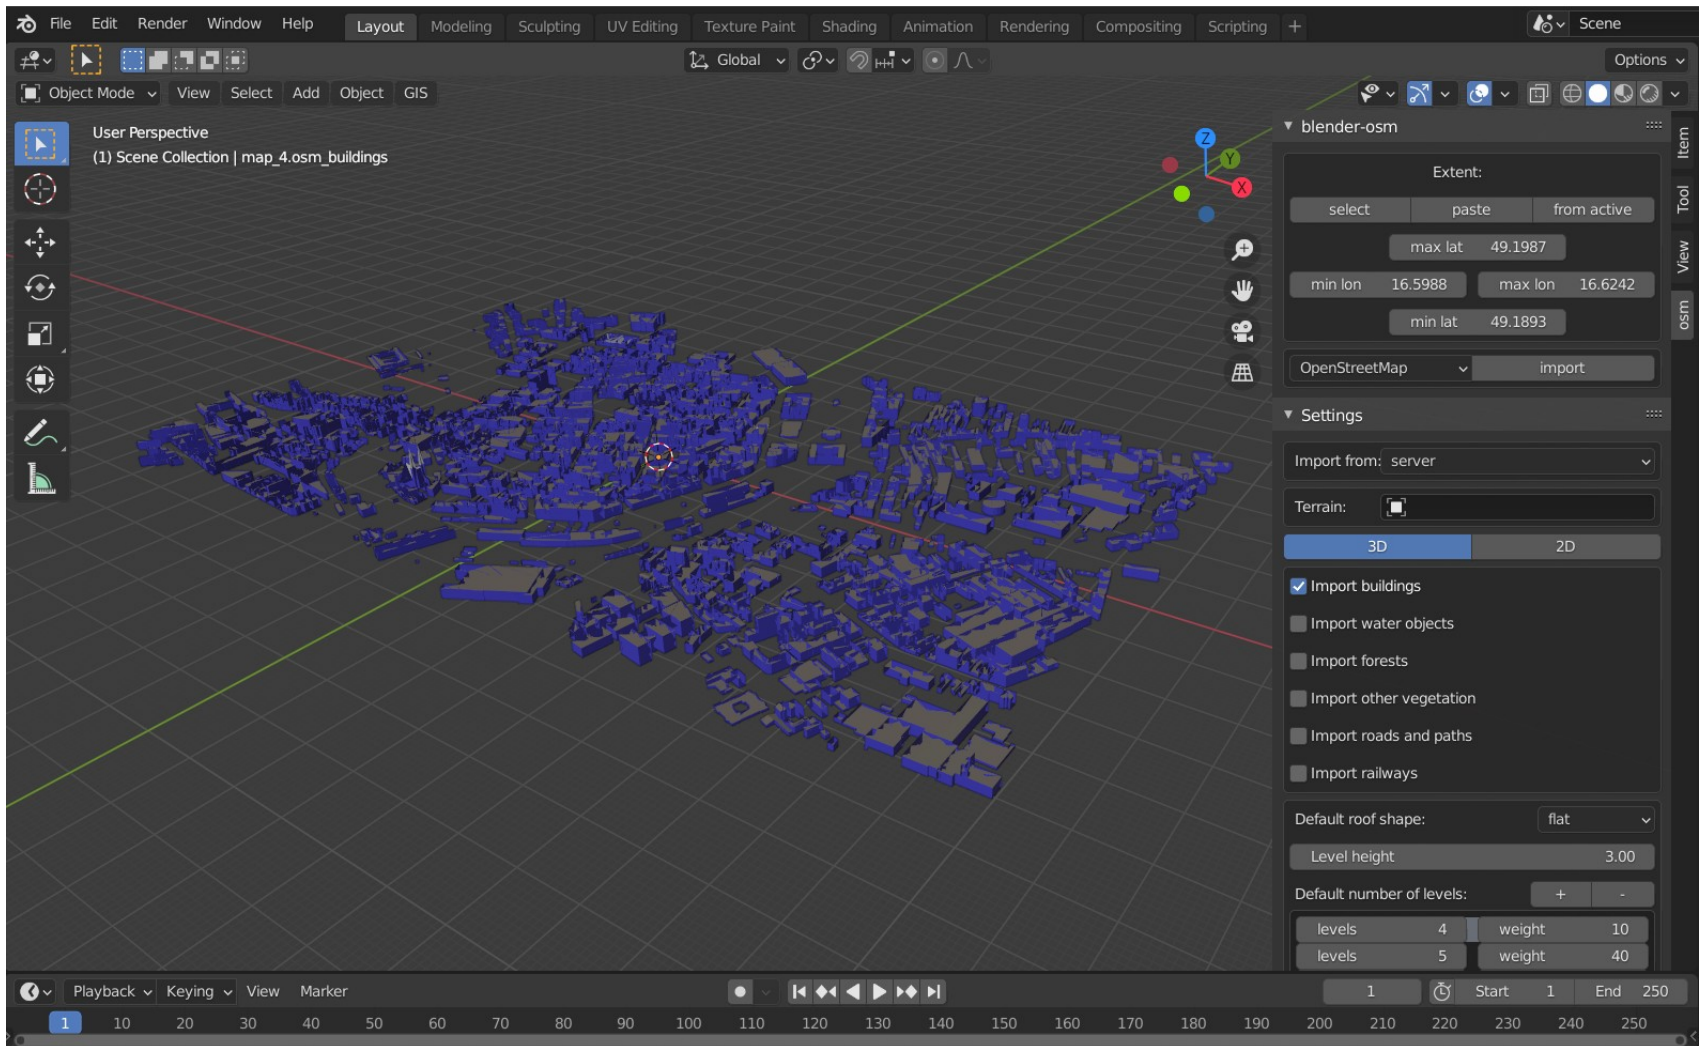 File Edit Render Window Help Layout Modeling Sculpting UV Editing Texture Paint Shading Animation Rendering Compositing Scripting + Scene
Global Options
Object Mode View Select Add Object GIS
User Perspective
(1) Scene Collection | map_4.osm_buildings
Z
Y
X
blender-osm
Extent:
select paste from active
max lat 49.1987
min lon 16.5988 max lon 16.6242
min lat 49.1893
OpenStreetMap import
Settings
Import from: server
Terrain:
3D 2D
Import buildings
Import water objects
Import forests
Import other vegetation
Import roads and paths
Import railways
Default roof shape: flat
Level height 3.00
Default number of levels: + -
levels 4 weight 10
levels 5 weight 40
Item
Tool
View
osm
Playback Keying View Marker 1 Start 1 End 250
1 10 20 30 40 50 60 70 80 90 100 110 120 130 140 150 160 170 180 190 200 210 220 230 240 250